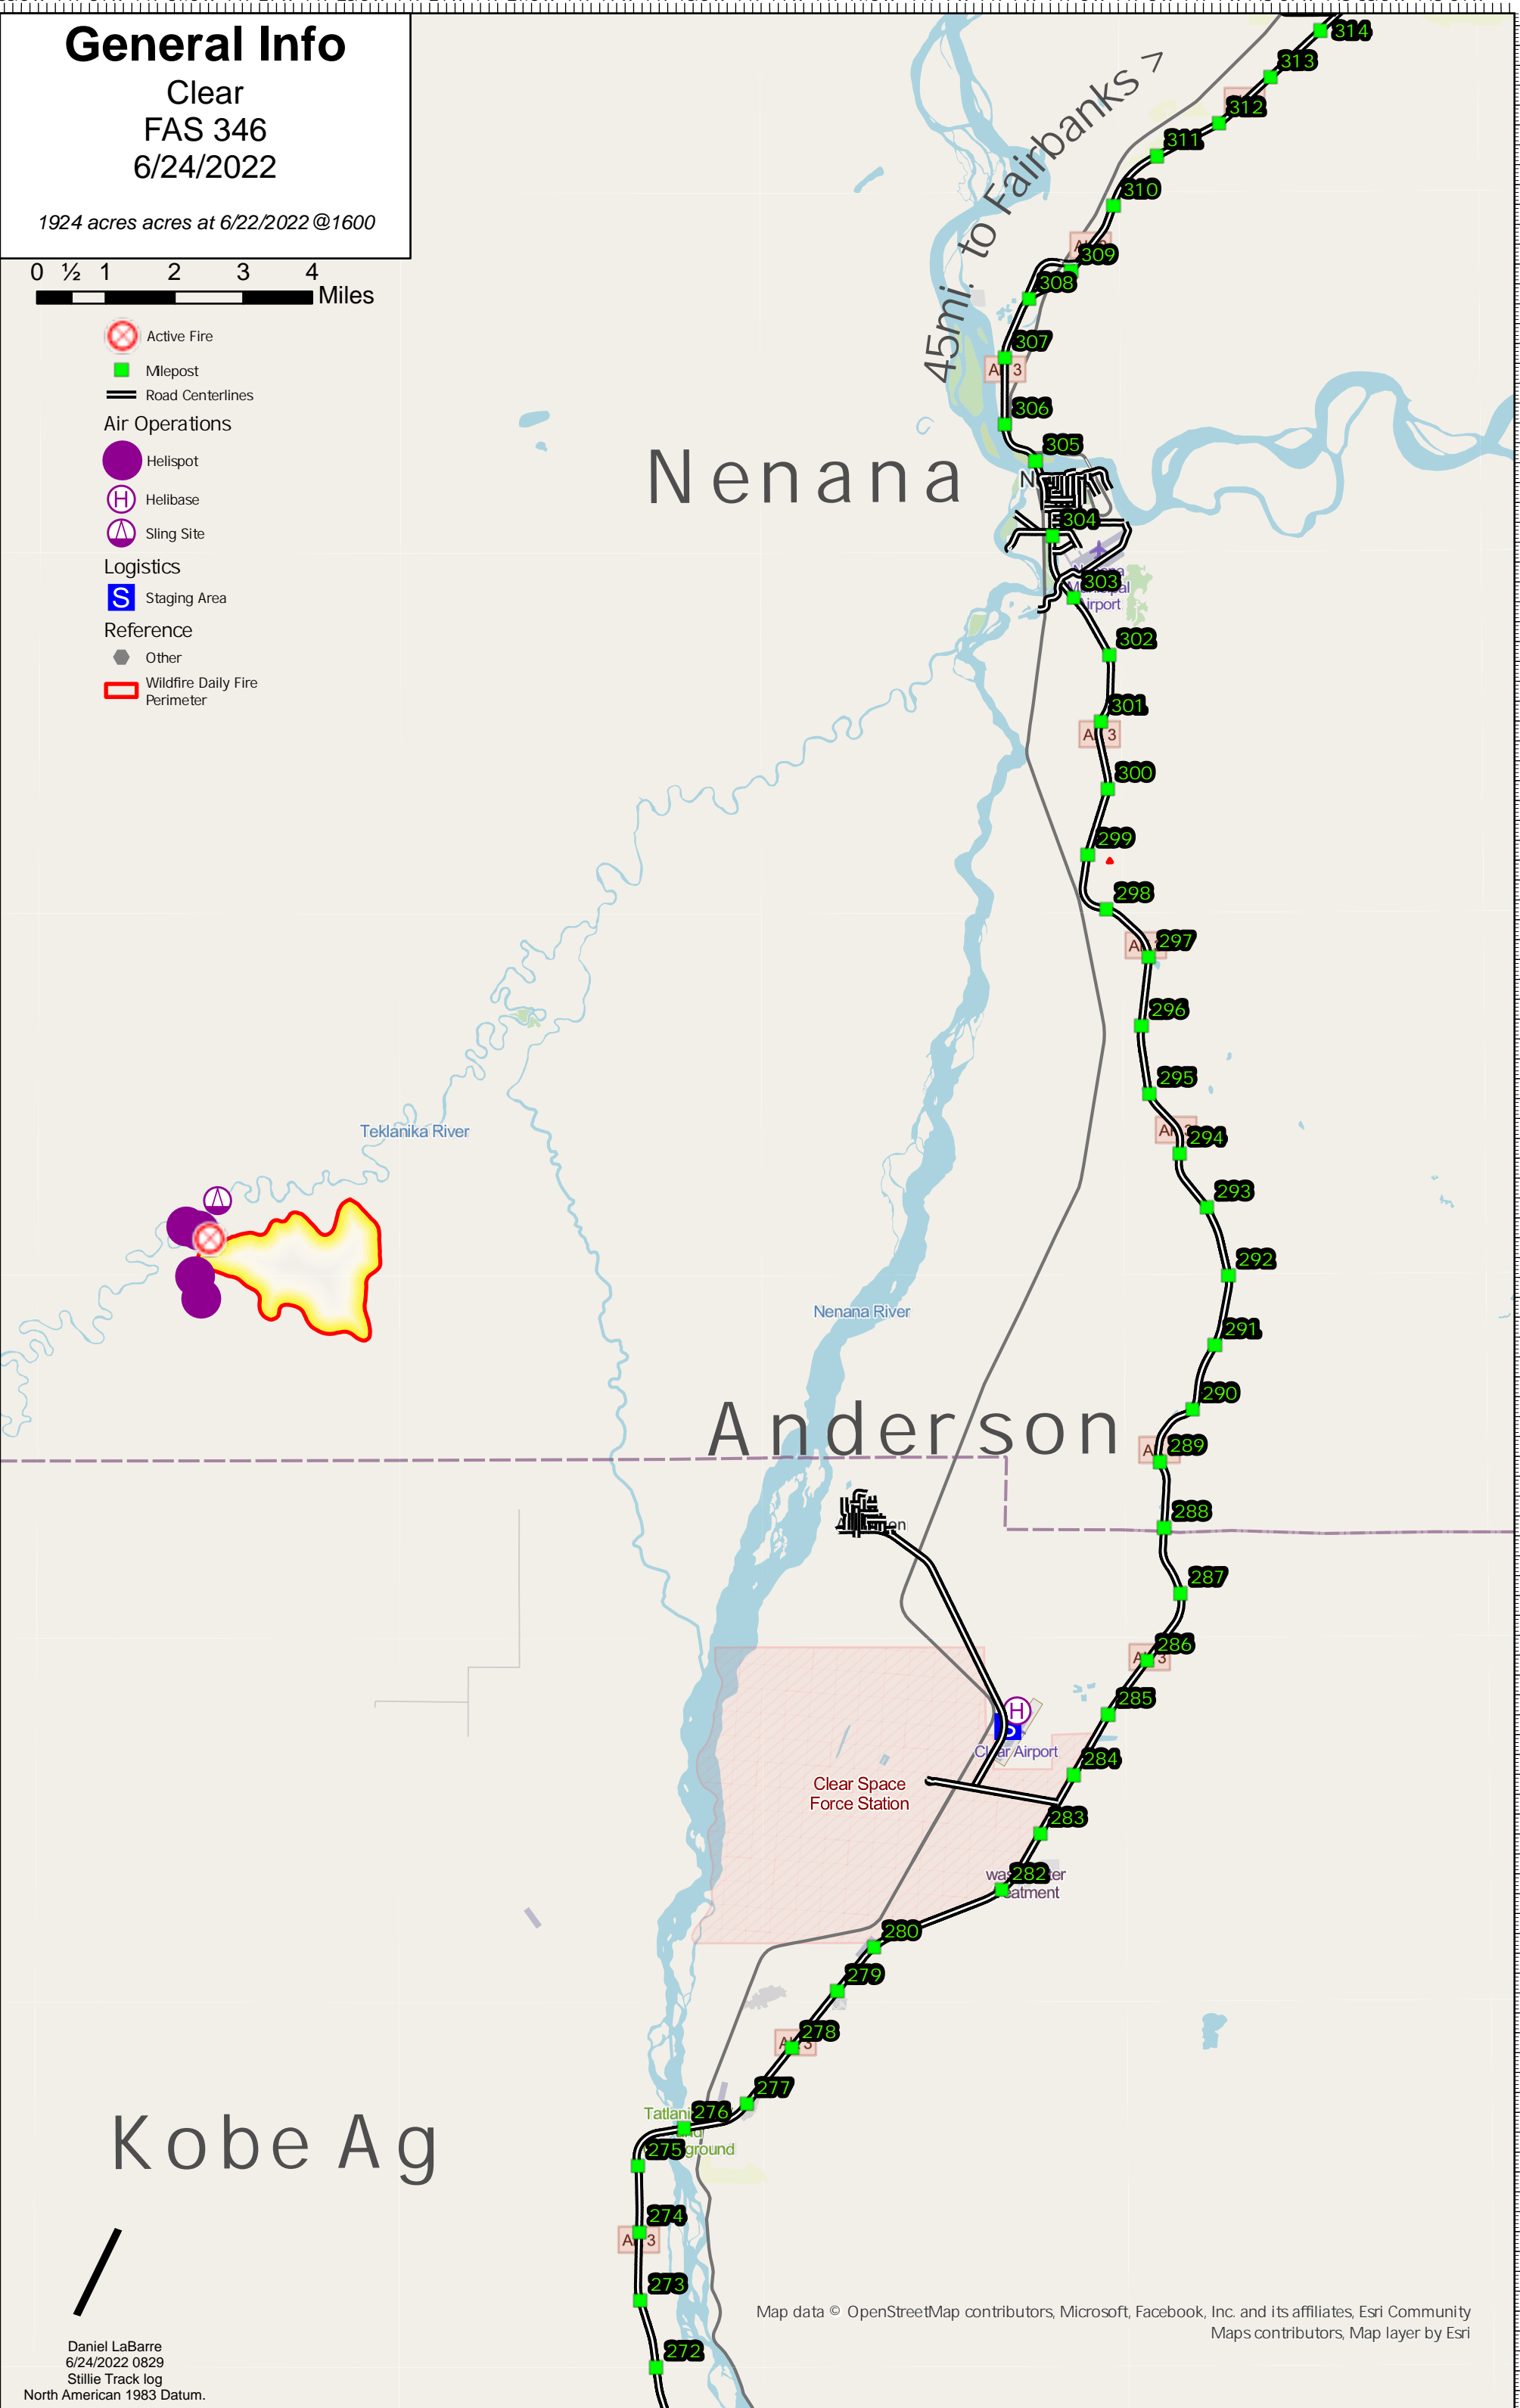 General Info
Clear
FAS 346
6/24/2022
1924 acres acres at 6/22/2022 @1600
0 ½ 1 2 3 4
Miles
Active Fire
Milepost
Road Centerlines
Air Operations
Helispot
H Helibase
Sling Site
Logistics
S Staging Area
Reference
Other
Wildfire Daily Fire
Perimeter
314
313
312
311
310
45mi. to Fairbanks >
309
308
307
306
305
Nenana
304
303
302
301
300
299
298
297
296
295
294
Teklanika River
293
292
Nenana River
291
290
Anderson
289
288
287
286
285
H
S
284
Clear Space
Force Station
283
282
280
279
278
277
276
275
Kobe Ag
274
273
272
Map data © OpenStreetMap contributors, Microsoft, Facebook, Inc. and its affiliates, Esri Community
Maps contributors, Map layer by Esri
Daniel LaBarre
6/24/2022 0829
Stillie Track log
North American 1983 Datum.